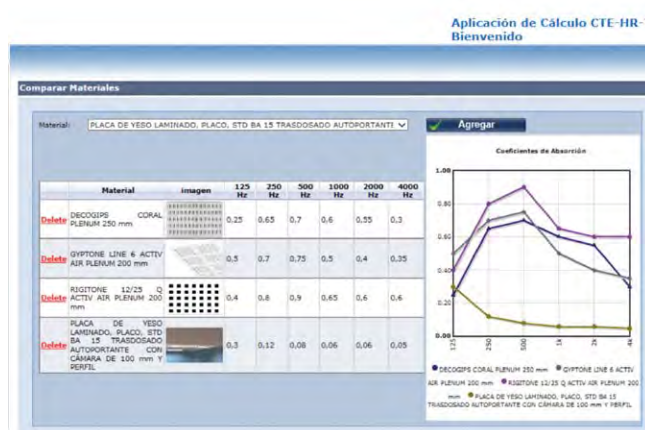 Aplicación de Cálculo CTE-HR-
Bienvenido
Comparar Materiales
Material: PLACA DE YESO LAMINADO, PLACO, STD BA 15 TRASDOSADO AUTOPORTANTE
Agregar
Material imagen 125 Hz 250 Hz 500 Hz 1000 Hz 2000 Hz 4000 Hz
Delete DECOGIPS CORAL PLENUM 250 mm 0,25 0,65 0,7 0,6 0,55 0,3
Delete GYPTONE LINE 6 ACTIV AIR PLENUM 200 mm 0,5 0,7 0,75 0,5 0,4 0,35
Delete RIGITONE 12/25 Q ACTIV AIR PLENUM 200 mm 0,4 0,8 0,9 0,65 0,6 0,6
Delete PLACA DE YESO LAMINADO, PLACO, STD BA 15 TRASDOSADO AUTOPORTANTE CON CÁMARA DE 100 mm Y PERFIL 0,3 0,12 0,08 0,06 0,06 0,05
Coeficientes de Absorción
1.00
0.80
0.60
0.40
0.20
0.00
125 250 500 1k 2k 4k
DECOGIPS CORAL PLENUM 250 mm GYPTONE LINE 6 ACTIV
AIR PLENUM 200 mm RIGITONE 12/25 Q ACTIV AIR PLENUM 200
mm PLACA DE YESO LAMINADO, PLACO, STD BA 15
TRASDOSADO AUTOPORTANTE CON CÁMARA DE 100 mm Y PERFIL